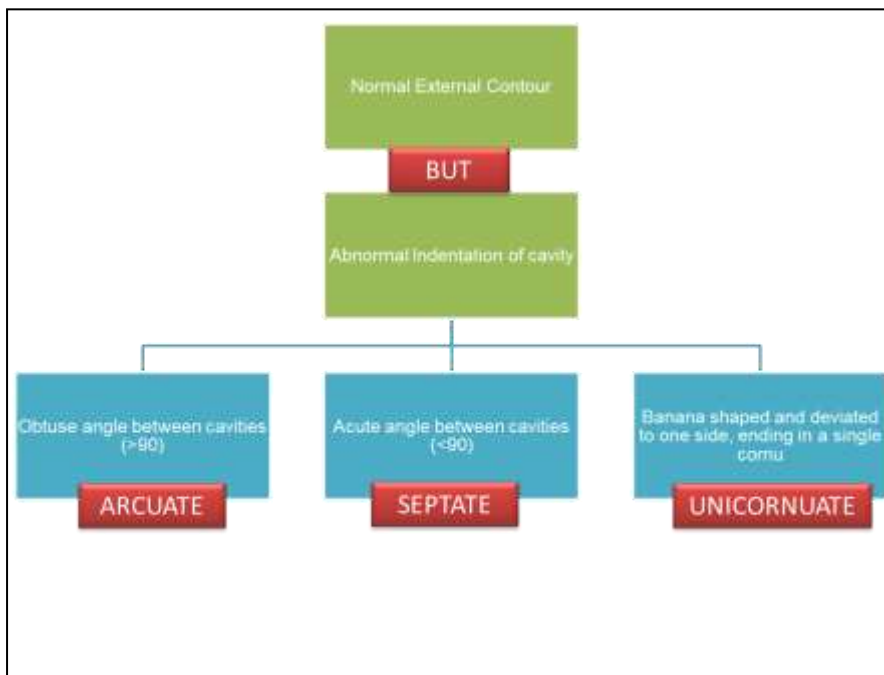 Normal External Contour
BUT
Abnormal Indentation of cavity
Obtuse angle between cavities
(>90)
ARCUATE
Acute angle between cavities
(<90)
SEPTATE
Banana shaped and deviated
to one side, ending in a single
cornu
UNICORNUATE